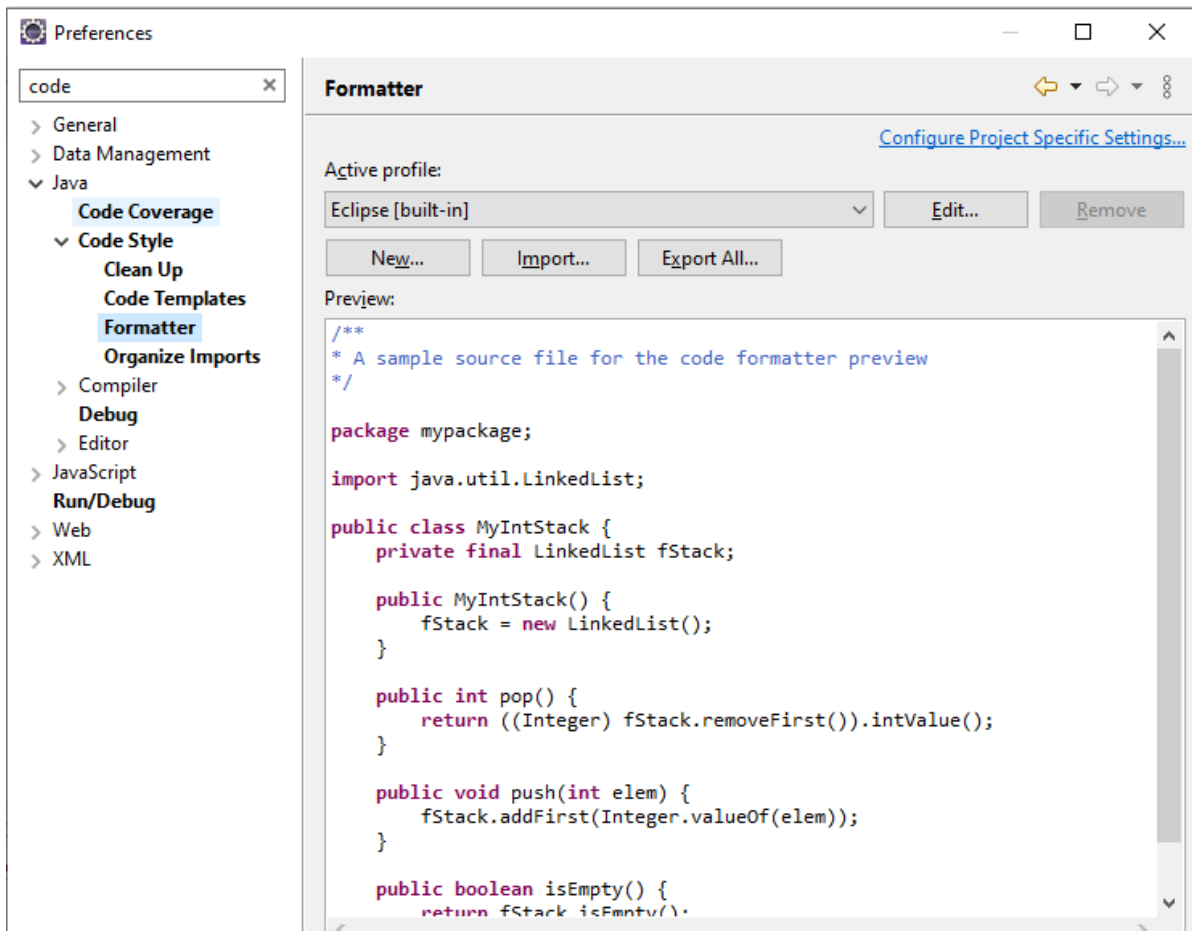 Preferences
code
General
Data Management
Java
Code Coverage
Code Style
Clean Up
Code Templates
Formatter
Organize Imports
Compiler
Debug
Editor
JavaScript
Run/Debug
Web
XML
Formatter
Configure Project Specific Settings...
Active profile:
Eclipse [built-in]
Edit...
Remove
New...
Import...
Export All...
Preview:
/**
* A sample source file for the code formatter preview
*/
package mypackage;
import java.util.LinkedList;
public class MyIntStack {
    private final LinkedList fStack;
    public MyIntStack() {
        fStack = new LinkedList();
    }
    public int pop() {
        return ((Integer) fStack.removeFirst()).intValue();
    }
    public void push(int elem) {
        fStack.addFirst(Integer.valueOf(elem));
    }
    public boolean isEmpty() {
        return fStack.isEmpty();